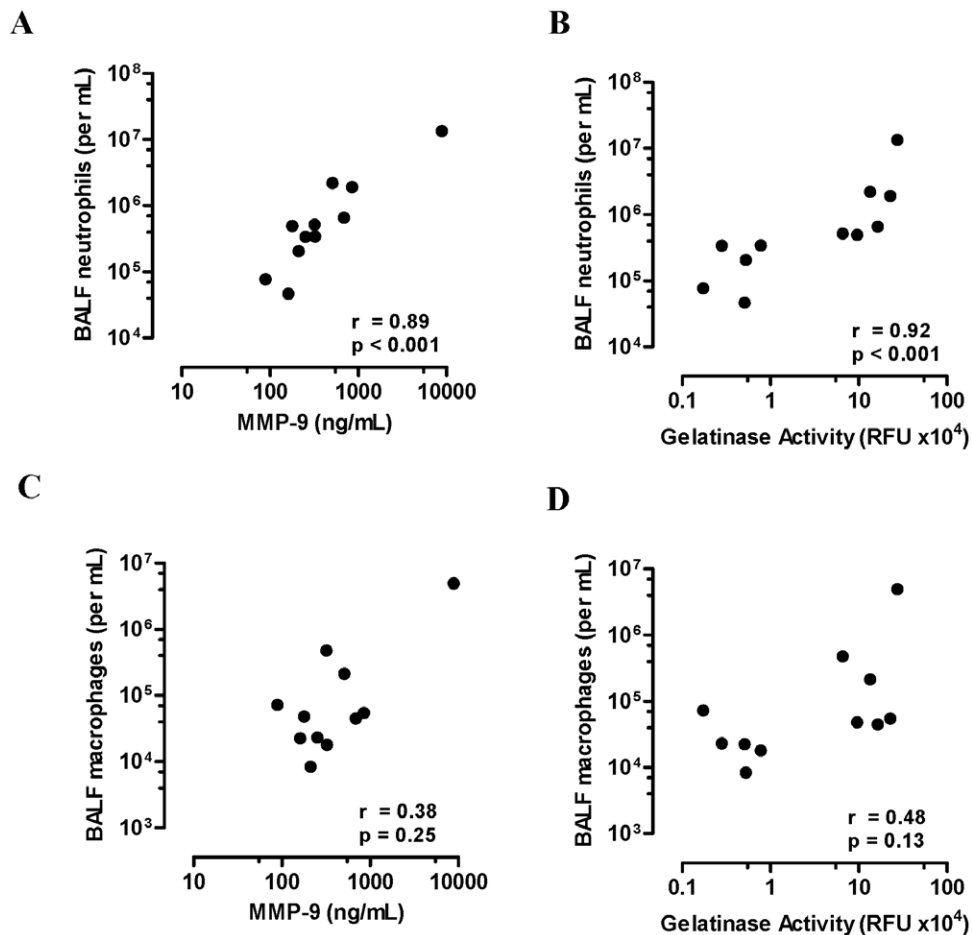 A
BALF neutrophils (per mL)
10⁸
10⁷
10⁶
10⁵
10⁴
r = 0.89
p < 0.001
10 100 1000 10000
MMP-9 (ng/mL)
B
BALF neutrophils (per mL)
10⁸
10⁷
10⁶
10⁵
10⁴
r = 0.92
p < 0.001
0.1 1 10 100
Gelatinase Activity (RFU x10⁴)
C
BALF macrophages (per mL)
10⁷
10⁶
10⁵
10⁴
10³
r = 0.38
p = 0.25
10 100 1000 10000
MMP-9 (ng/mL)
D
BALF macrophages (per mL)
10⁷
10⁶
10⁵
10⁴
10³
r = 0.48
p = 0.13
0.1 1 10 100
Gelatinase Activity (RFU x10⁴)